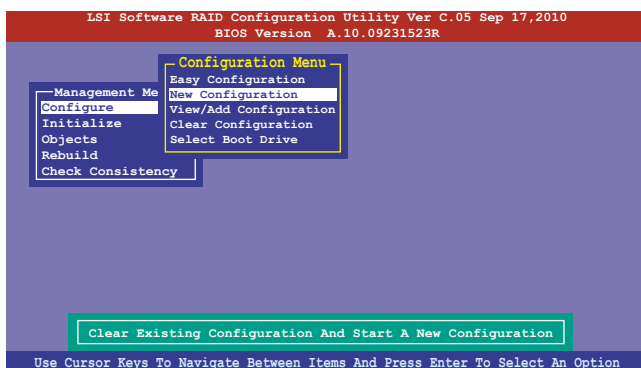 LSI Software RAID Configuration Utility Ver C.05 Sep 17,2010
BIOS Version A.10.09231523R
Configuration Menu
Easy Configuration
New Configuration
View/Add Configuration
Clear Configuration
Select Boot Drive
Management Me
Configure
Initialize
Objects
Rebuild
Check Consistency
Clear Existing Configuration And Start A New Configuration
Use Cursor Keys To Navigate Between Items And Press Enter To Select An Option